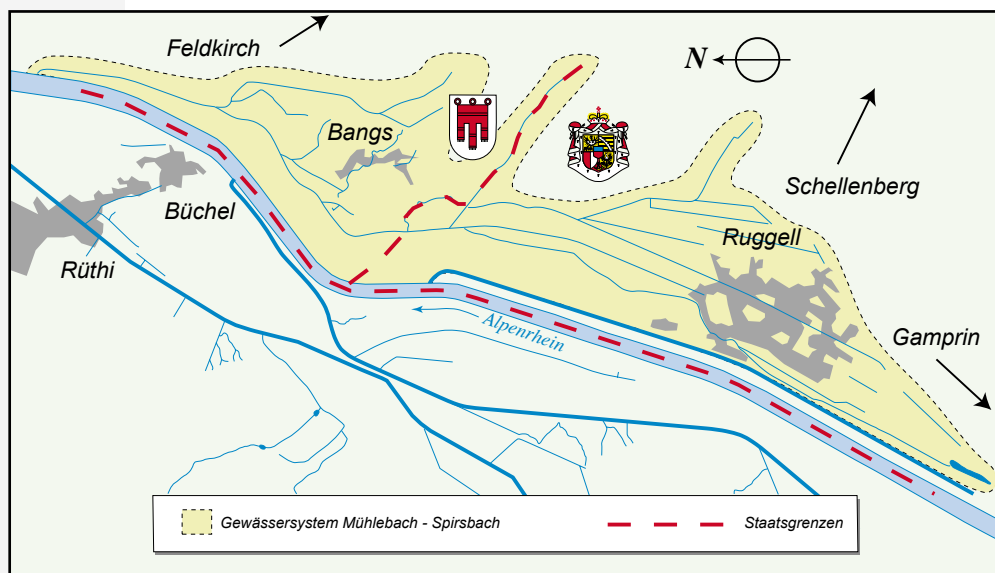 Feldkirch
N
Bangs
Schellenberg
Büchel
Ruggell
Rüthi
Alpenrhein
Gamprin
Gewässersystem Mühlebach - Spirsbach
Staatsgrenzen